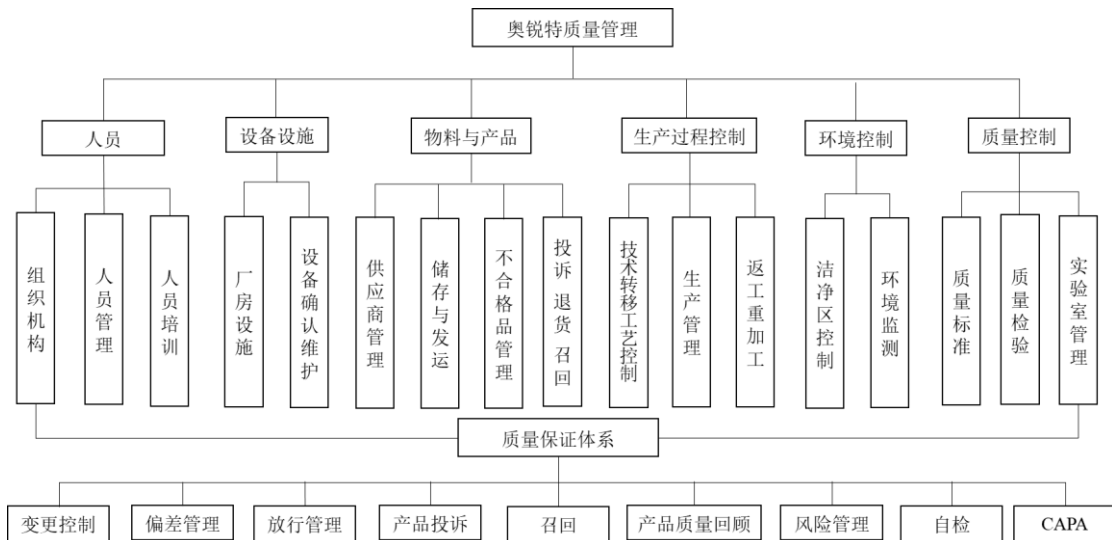 奥锐特质量管理
人员
设备设施
物料与产品
生产过程控制
环境控制
质量控制
组织机构
人员管理
人员培训
厂房设施
设备确认维护
供应商管理
储存与发运
不合格品管理
投诉 退货 召回
技术转移工艺控制
生产管理
返工重加工
洁净区控制
环境监测
质量标准
质量检验
实验室管理
质量保证体系
变更控制
偏差管理
放行管理
产品投诉
召回
产品质量回顾
风险管理
自检
CAPA